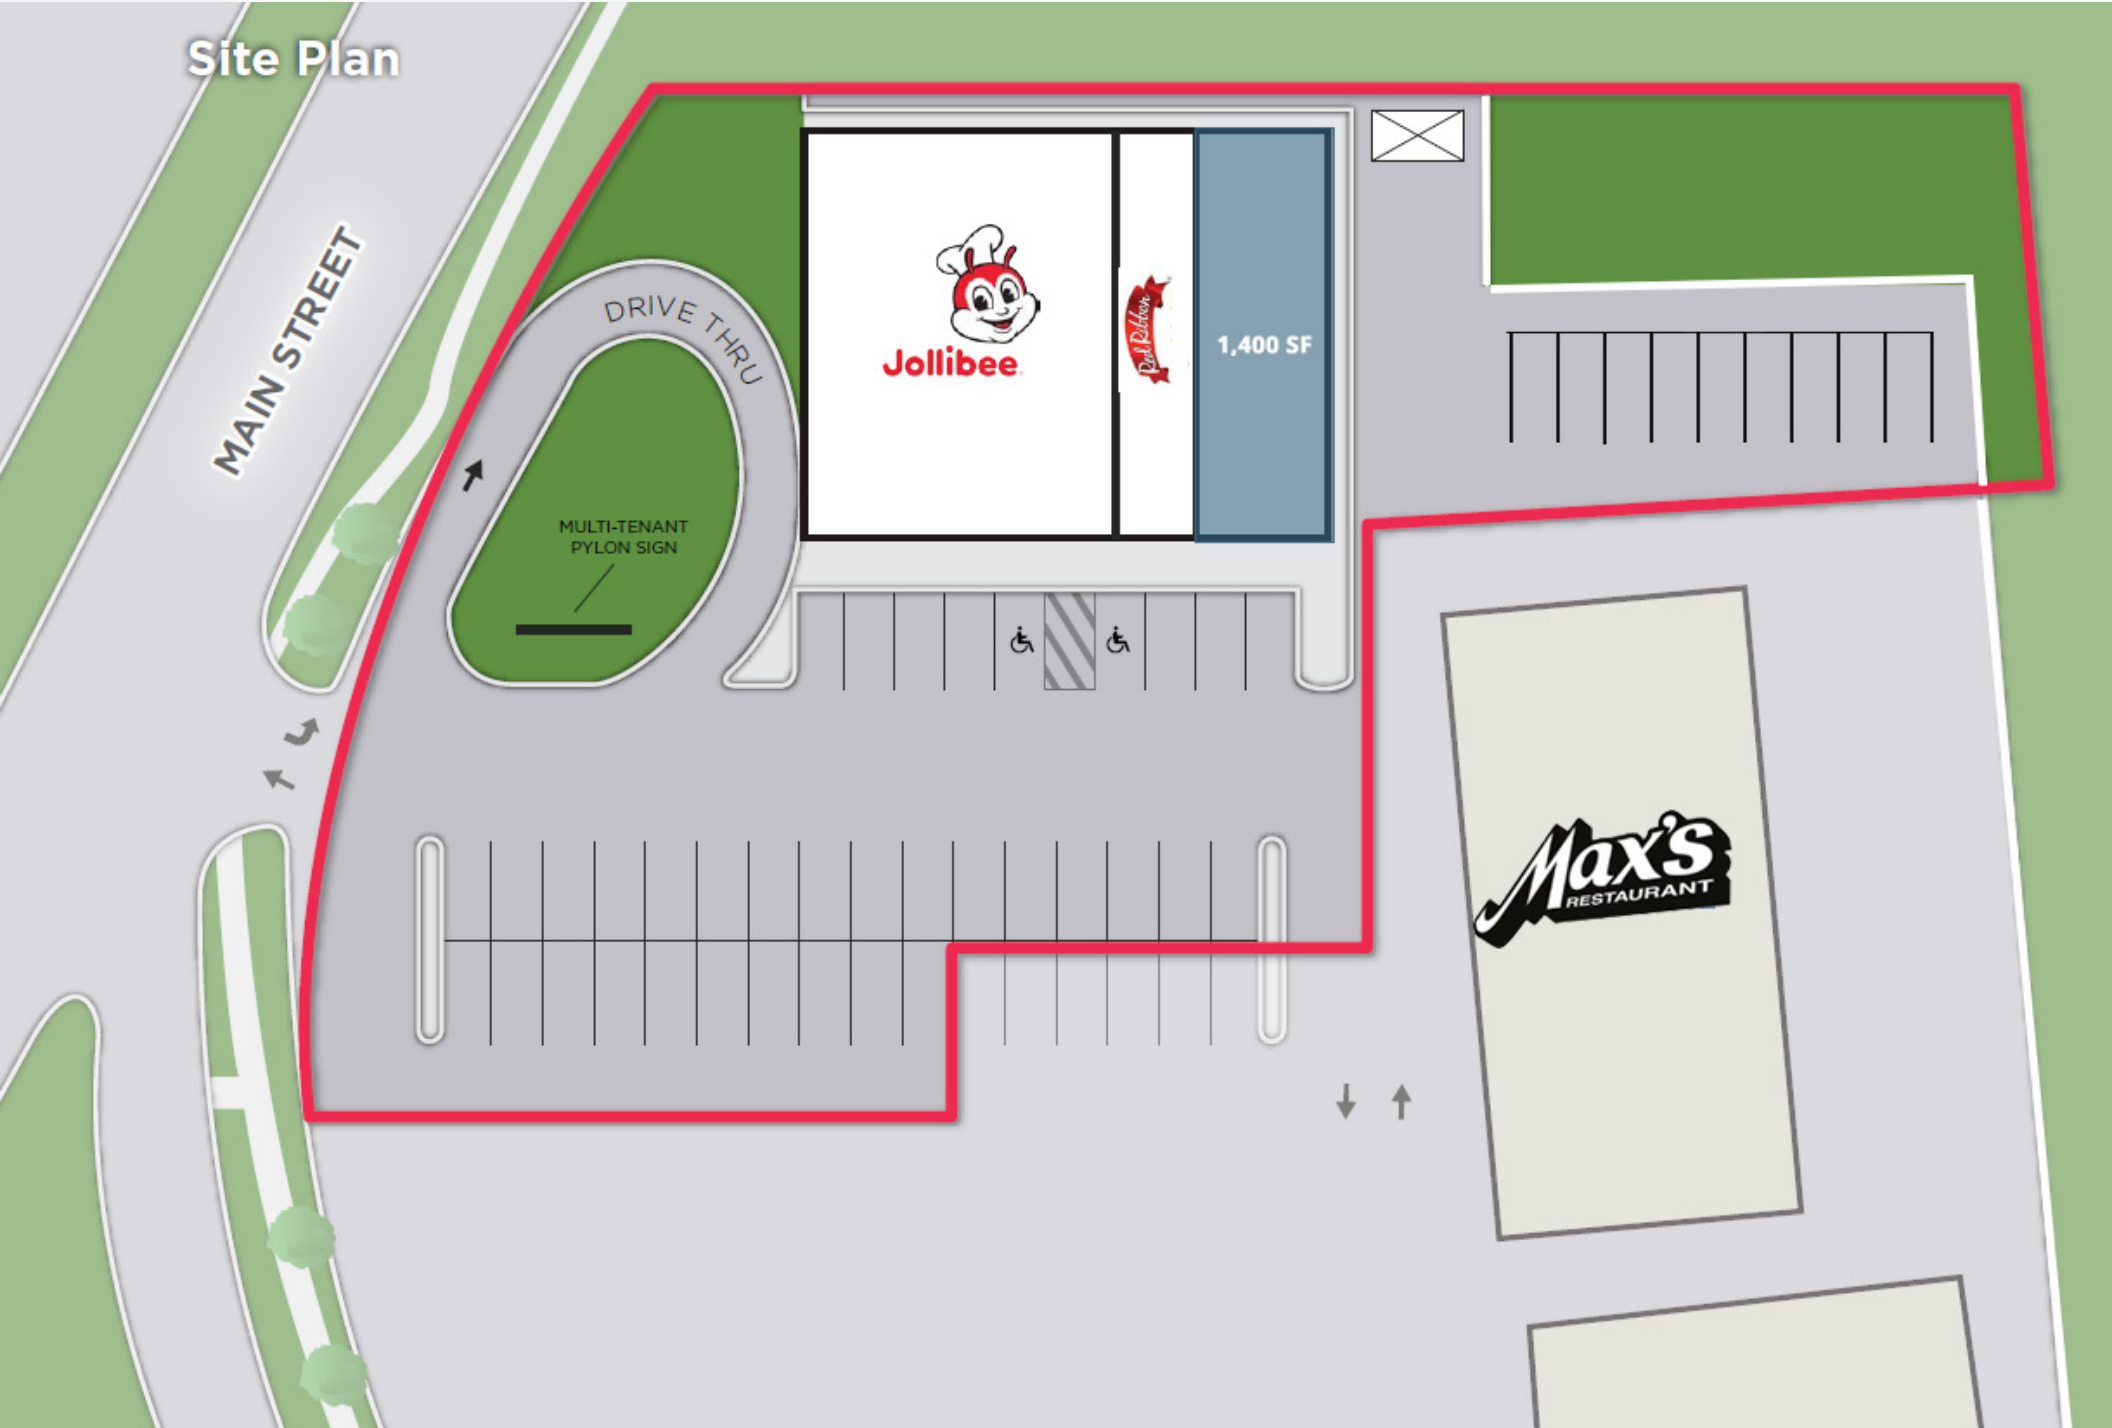 Site Plan
MAIN STREET
DRIVE THRU
MULTI-TENANT
PYLON SIGN
Jollibee
Red Ribbon
1,400 SF
Max's
RESTAURANT